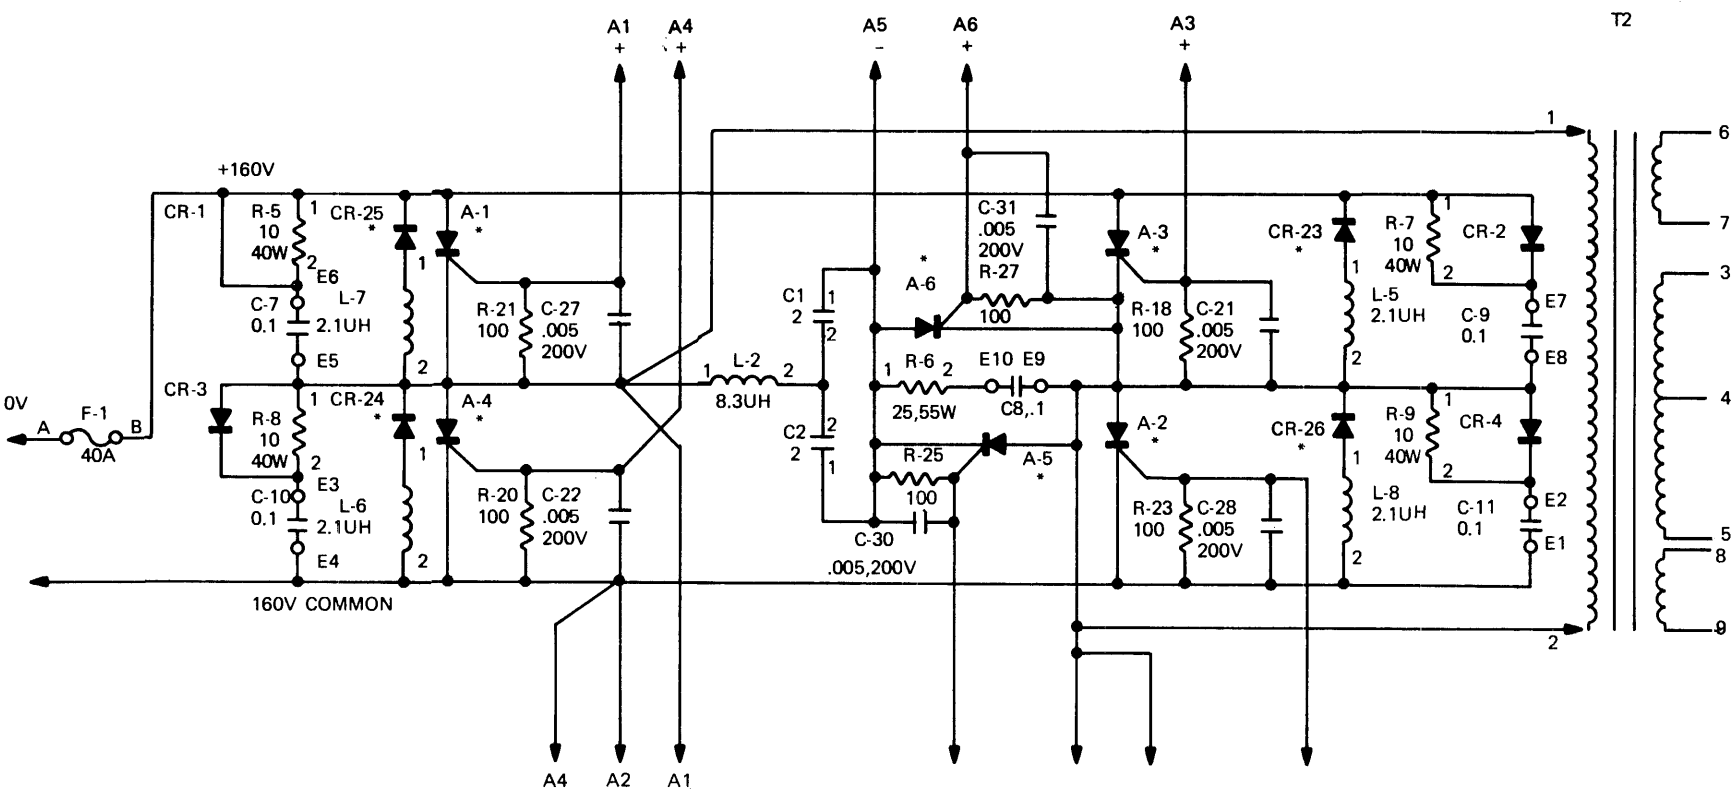 A1 A4 A5 A6 A3 T2
+ + - + +
1
6
+160V
7
CR-1
R-5
10
40W
1
2
CR-25
*
1
A-1
*
C-31
.005
200V
A-3
*
CR-23
*
1
R-7
10
40W
1
2
CR-2
E6
C-7
0.1
L-7
2.1UH
E5
2
R-21
100
C-27
.005
200V
C1
2
1
2
*
A-6
R-27
100
R-18
100
C-21
.005
200V
L-5
2.1UH
2
C-9
0.1
E7
E8
3
0V
A
F-1
B
40A
CR-3
R-8
10
40W
1
2
CR-24
*
1
A-4
*
1
L-2
2
8.3UH
1
R-6
2
25,55W
E10 E9
C8,.1
A-2
*
CR-26
*
1
R-9
10
40W
1
2
CR-4
4
C2
2
2
1
R-25
100
A-5
*
E3
C-10
0.1
L-6
2.1UH
E4
2
R-20
100
C-22
.005
200V
C-30
.005,200V
R-23
100
C-28
.005
200V
L-8
2.1UH
2
C-11
0.1
E2
E1
5
8
160V COMMON
2
9
A4 A2 A1